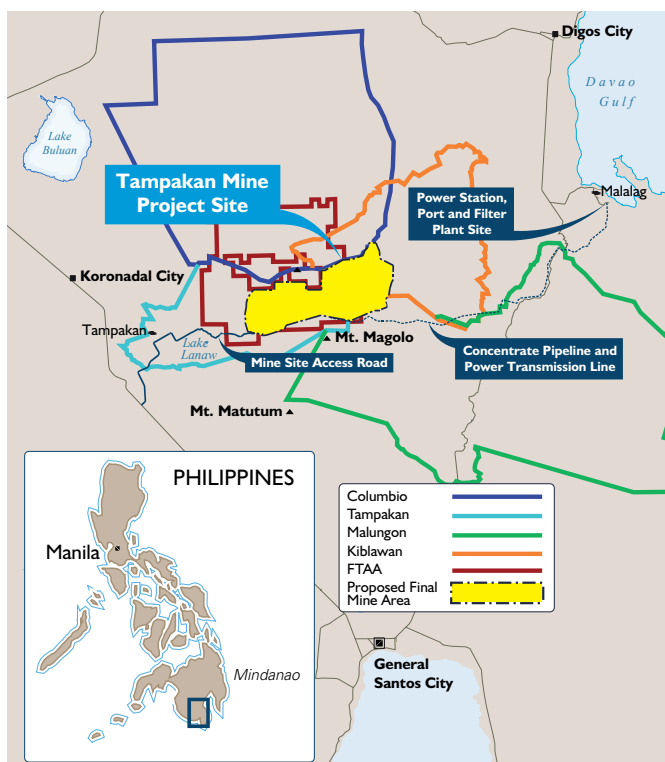 Digos City
Davao
Gulf
Lake
Buluan
Tampakan Mine
Project Site
Malalag
Power Station,
Port and Filter
Plant Site
Koronadal City
Tampakan
Lake
Lanaw
Mt. Magolo
Mine Site Access Road
Concentrate Pipeline and
Power Transmission Line
Mt. Matutum
PHILIPPINES
Manila
Mindanao
Columbio
Tampakan
Malungon
Kiblawan
FTAA
Proposed Final
Mine Area
General
Santos City